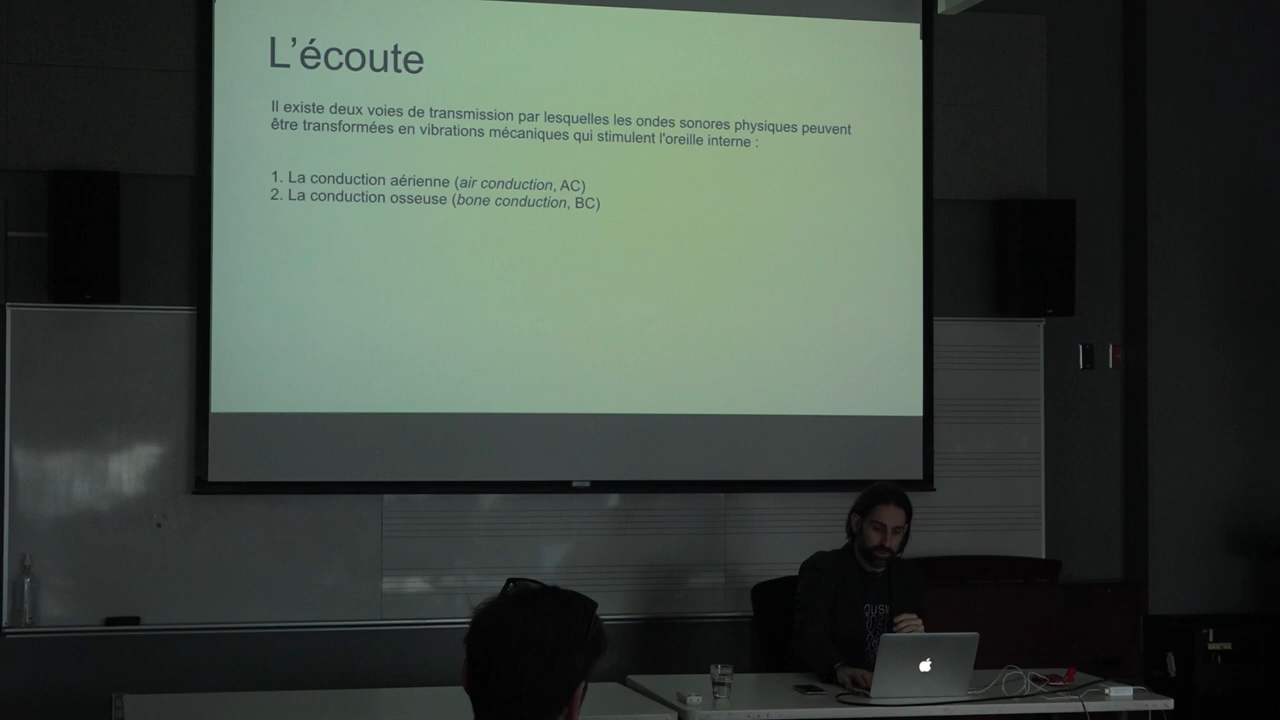 L'écoute
Il existe deux voies de transmission par lesquelles les ondes sonores physiques peuvent
être transformées en vibrations mécaniques qui stimulent l'oreille interne :
1. La conduction aérienne (air conduction, AC)
2. La conduction osseuse (bone conduction, BC)